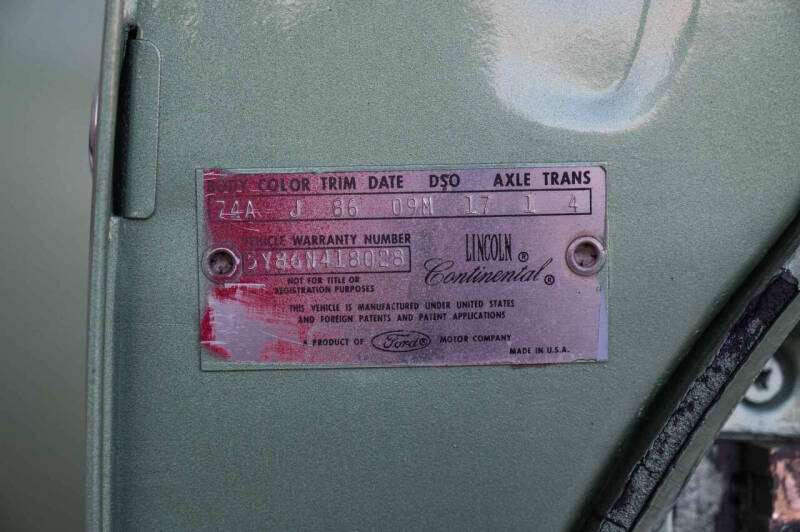 BODY COLOR TRIM DATE DSO AXLE TRANS
74A J 86 09M 17 1 4
VEHICLE WARRANTY NUMBER
5Y86N418028
NOT FOR TITLE OR
REGISTRATION PURPOSES
LINCOLN ®
Continental ®
THIS VEHICLE IS MANUFACTURED UNDER UNITED STATES
AND FOREIGN PATENTS AND PATENT APPLICATIONS
A PRODUCT OF Ford ® MOTOR COMPANY
MADE IN U.S.A.